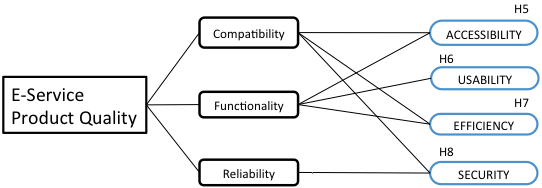 H5
Compatibility
ACCESSIBILITY
H6
E-Service
Product Quality
Functionality
USABILITY
H7
EFFICIENCY
H8
Reliability
SECURITY